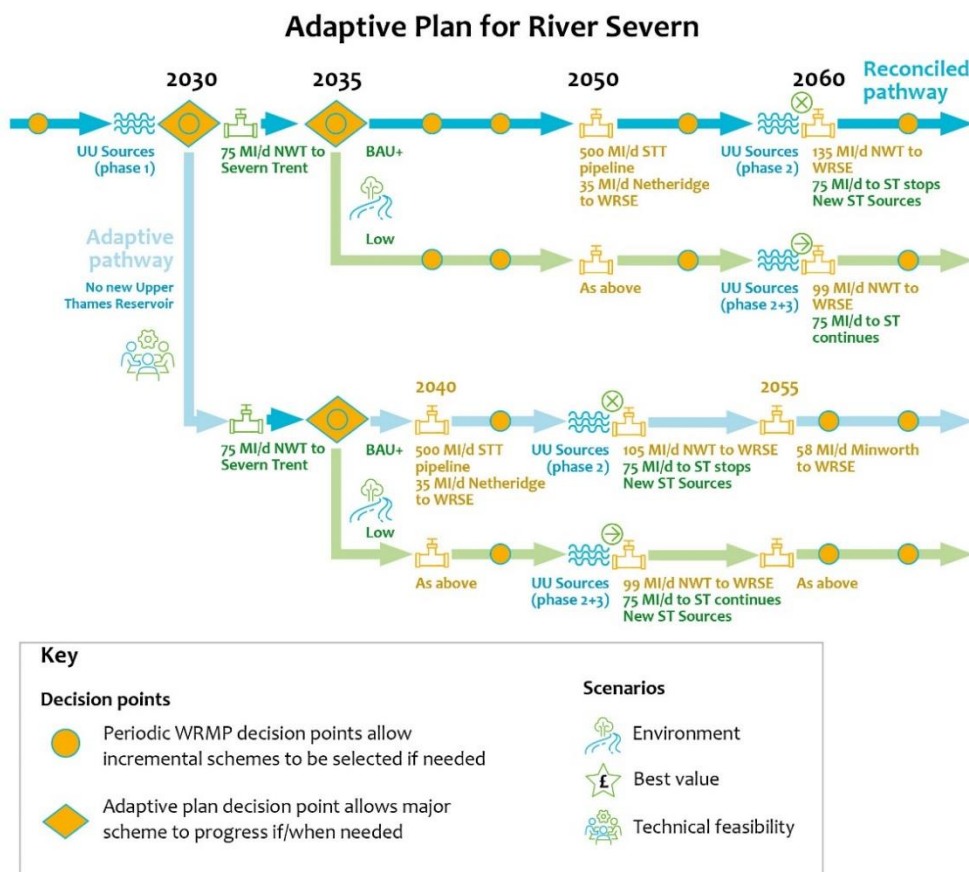 Adaptive Plan for River Severn
2030
2035
2050
2060
Reconciled
pathway
UU Sources
(phase 1)
75 Ml/d NWT to
Severn Trent
BAU+
500 Ml/d STT
pipeline
35 Ml/d Netheridge
to WRSE
UU Sources
(phase 2)
135 Ml/d NWT to
WRSE
75 Ml/d to ST stops
New ST Sources
Low
Adaptive
pathway
No new Upper
Thames Reservoir
As above
UU Sources
(phase 2+3)
99 Ml/d NWT to
WRSE
75 Ml/d to ST
continues
2040
2055
75 Ml/d NWT to
Severn Trent
BAU+
500 Ml/d STT
pipeline
35 Ml/d Netheridge
to WRSE
UU Sources
(phase 2)
105 Ml/d NWT to WRSE
75 Ml/d to ST stops
New ST Sources
58 Ml/d Minworth
to WRSE
Low
As above
UU Sources
(phase 2+3)
99 Ml/d NWT to WRSE
75 Ml/d to ST continues
New ST Sources
As above
Key
Decision points
Periodic WRMP decision points allow
incremental schemes to be selected if needed
Adaptive plan decision point allows major
scheme to progress if/when needed
Scenarios
Environment
£
Best value
Technical feasibility